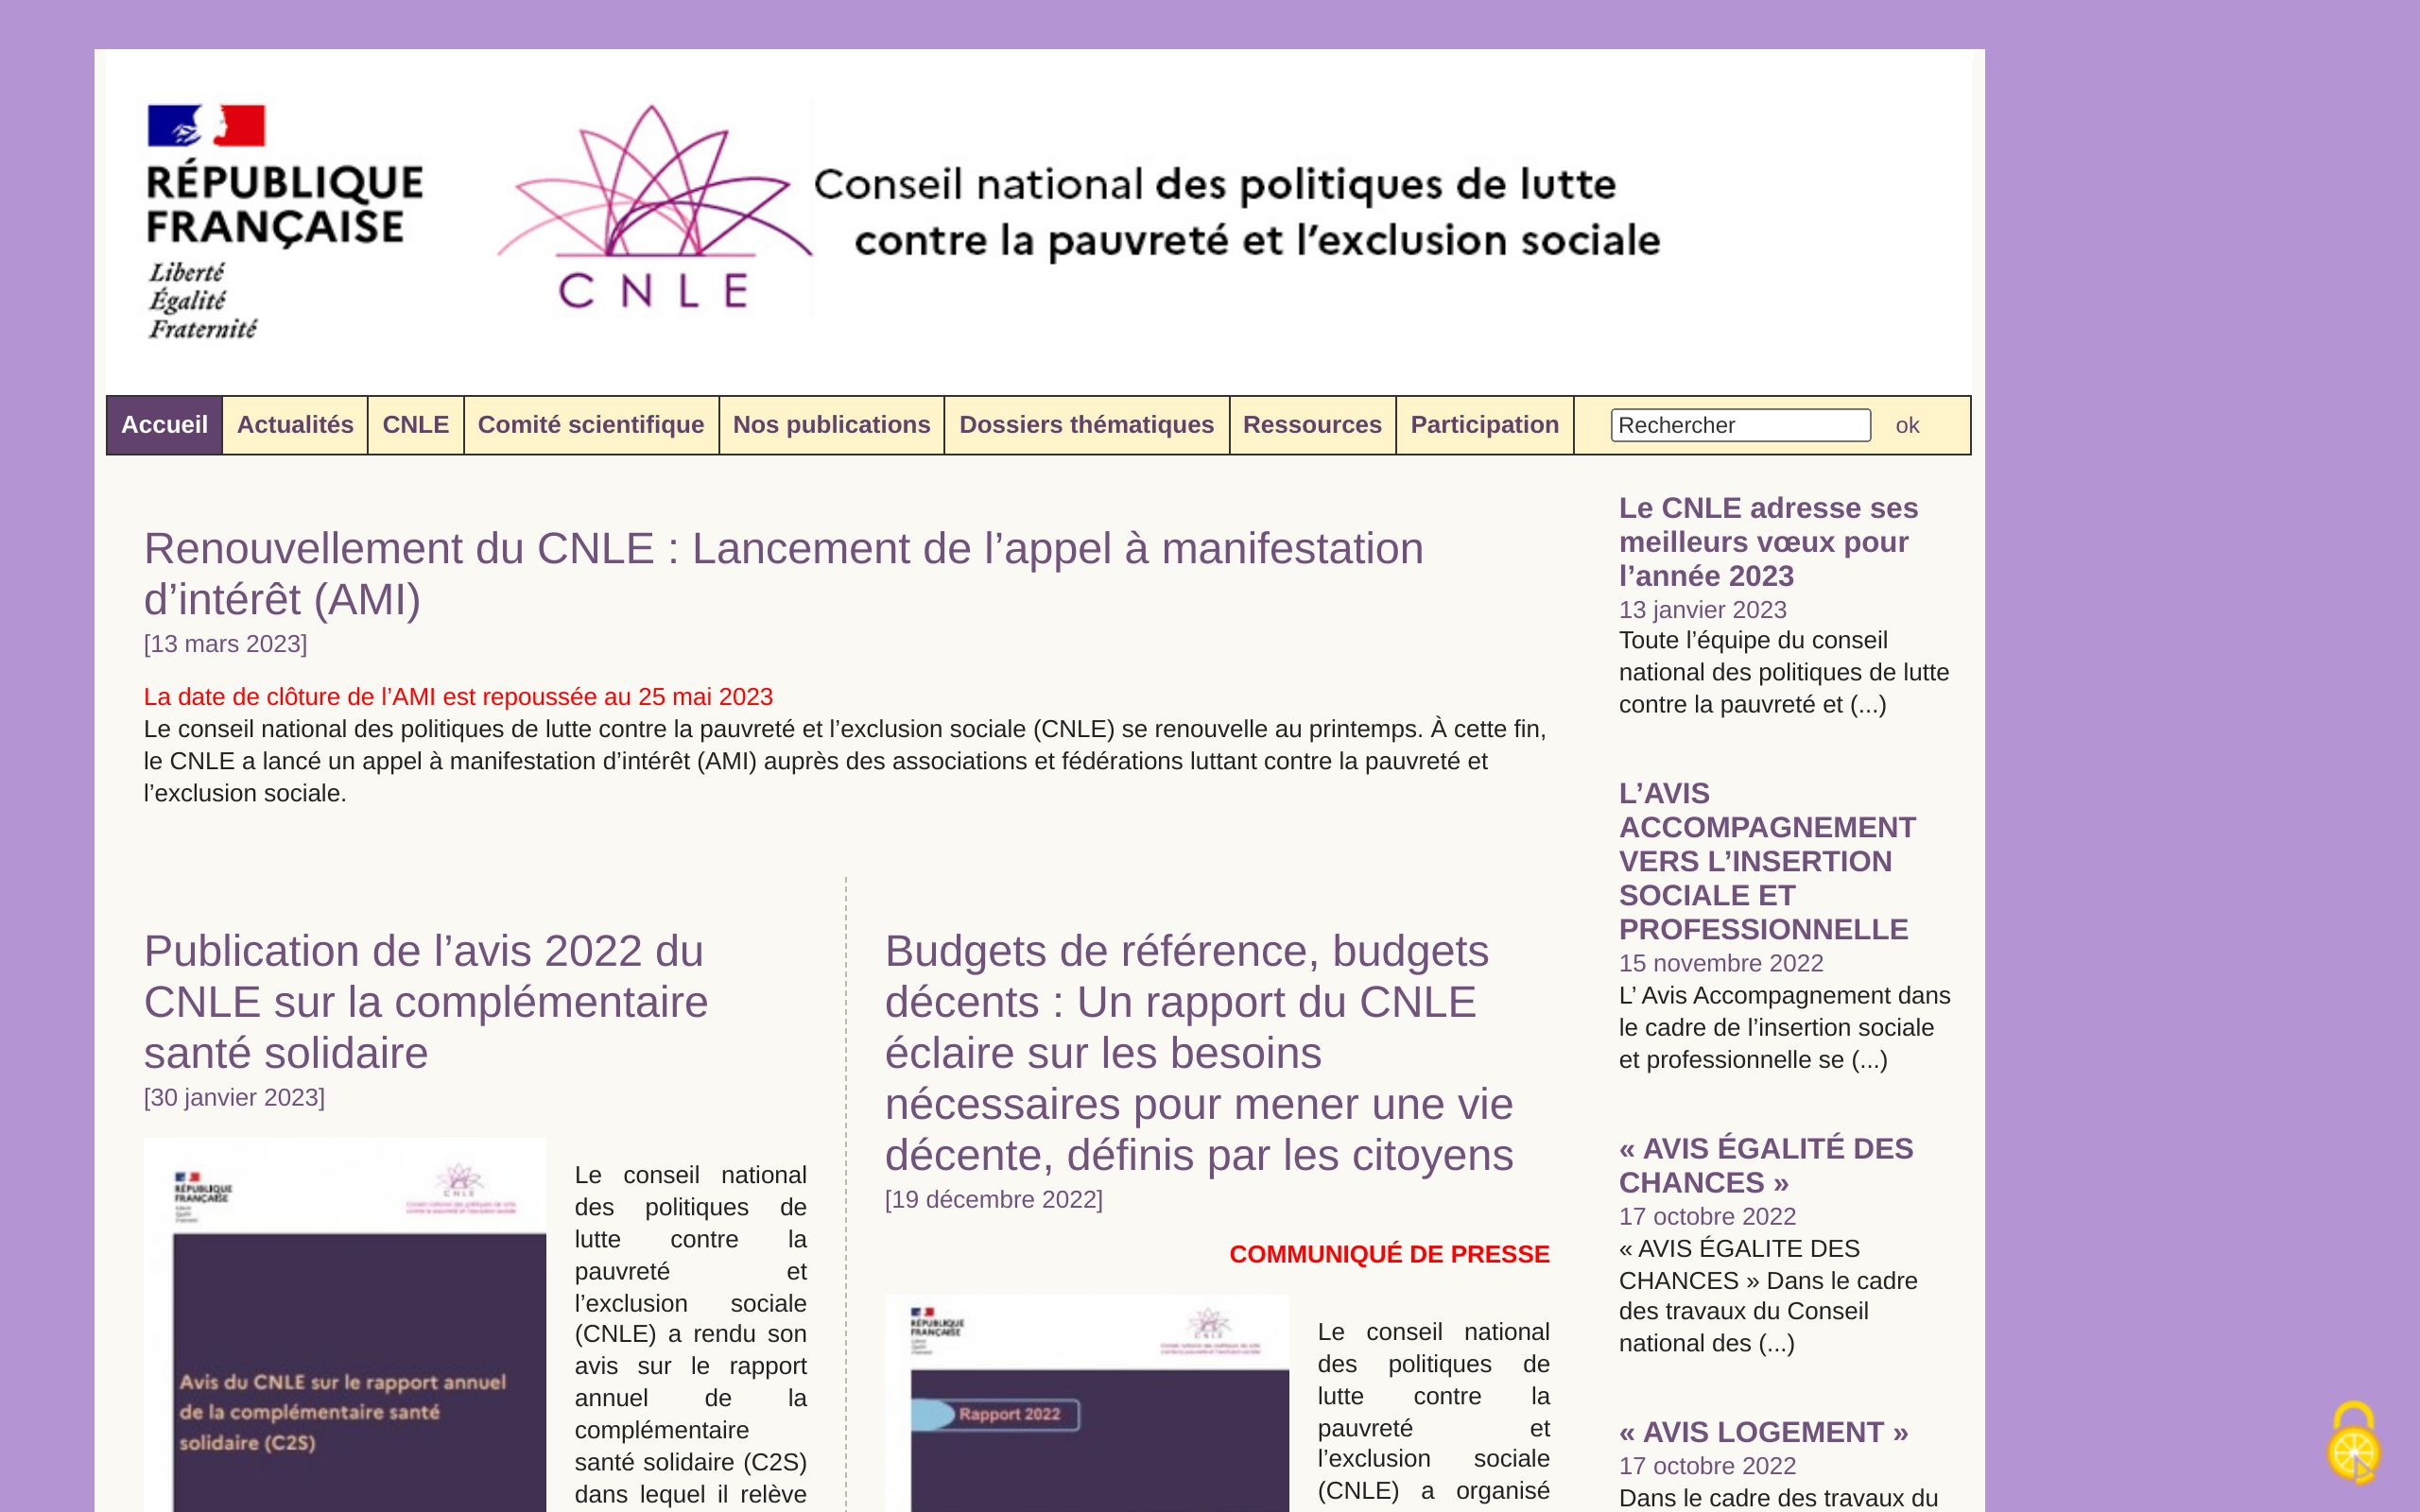 RÉPUBLIQUE
FRANÇAISE
Liberté
Égalité
Fraternité
CNLE
Conseil national des politiques de lutte
contre la pauvreté et l’exclusion sociale
Accueil Actualités CNLE Comité scientifique Nos publications Dossiers thématiques Ressources Participation Rechercher ok
Renouvellement du CNLE : Lancement de l’appel à manifestation
d’intérêt (AMI)
[13 mars 2023]
La date de clôture de l’AMI est repoussée au 25 mai 2023
Le conseil national des politiques de lutte contre la pauvreté et l’exclusion sociale (CNLE) se renouvelle au printemps. À cette fin,
le CNLE a lancé un appel à manifestation d’intérêt (AMI) auprès des associations et fédérations luttant contre la pauvreté et
l’exclusion sociale.
Publication de l’avis 2022 du
CNLE sur la complémentaire
santé solidaire
[30 janvier 2023]
RÉPUBLIQUE
FRANÇAISE
CNLE
Avis du CNLE sur le rapport annuel
de la complémentaire santé
solidaire (C2S)
Le conseil national
des politiques de
lutte contre la
pauvreté et
l’exclusion sociale
(CNLE) a rendu son
avis sur le rapport
annuel de la
complémentaire
santé solidaire (C2S)
dans lequel il relève
Budgets de référence, budgets
décents : Un rapport du CNLE
éclaire sur les besoins
nécessaires pour mener une vie
décente, définis par les citoyens
[19 décembre 2022]
COMMUNIQUÉ DE PRESSE
RÉPUBLIQUE
FRANÇAISE
CNLE
Rapport 2022
Le conseil national
des politiques de
lutte contre la
pauvreté et
l’exclusion sociale
(CNLE) a organisé
Le CNLE adresse ses
meilleurs vœux pour
l’année 2023
13 janvier 2023
Toute l’équipe du conseil
national des politiques de lutte
contre la pauvreté et (...)
L’AVIS
ACCOMPAGNEMENT
VERS L’INSERTION
SOCIALE ET
PROFESSIONNELLE
15 novembre 2022
L’ Avis Accompagnement dans
le cadre de l’insertion sociale
et professionnelle se (...)
« AVIS ÉGALITÉ DES
CHANCES »
17 octobre 2022
« AVIS ÉGALITE DES
CHANCES » Dans le cadre
des travaux du Conseil
national des (...)
« AVIS LOGEMENT »
17 octobre 2022
Dans le cadre des travaux du